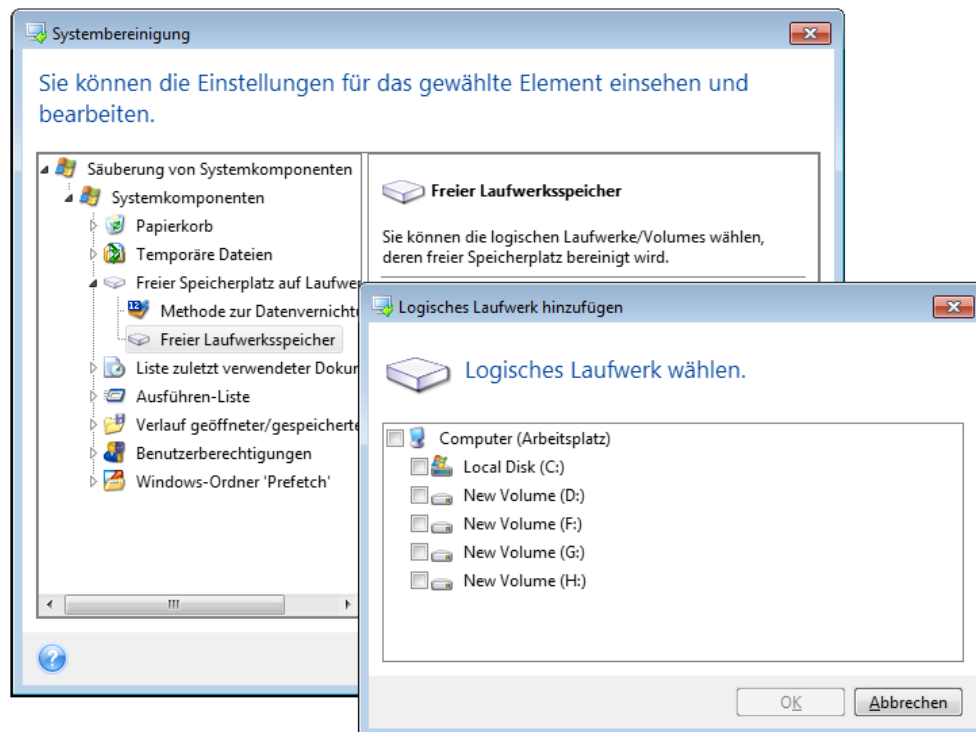 Systembereinigung
Sie können die Einstellungen für das gewählte Element einsehen und
bearbeiten.
Säuberung von Systemkomponenten
Systemkomponenten
Papierkorb
Temporäre Dateien
Freier Speicherplatz auf Laufwer
Methode zur Datenvernichtu
Freier Laufwerksspeicher
Liste zuletzt verwendeter Dokur
Ausführen-Liste
Verlauf geöffneter/gespeicherte
Benutzerberechtigungen
Windows-Ordner 'Prefetch'
Freier Laufwerksspeicher
Sie können die logischen Laufwerke/Volumes wählen,
deren freier Speicherplatz bereinigt wird.
Logisches Laufwerk hinzufügen
Logisches Laufwerk wählen.
Computer (Arbeitsplatz)
Local Disk (C:)
New Volume (D:)
New Volume (F:)
New Volume (G:)
New Volume (H:)
OK
Abbrechen